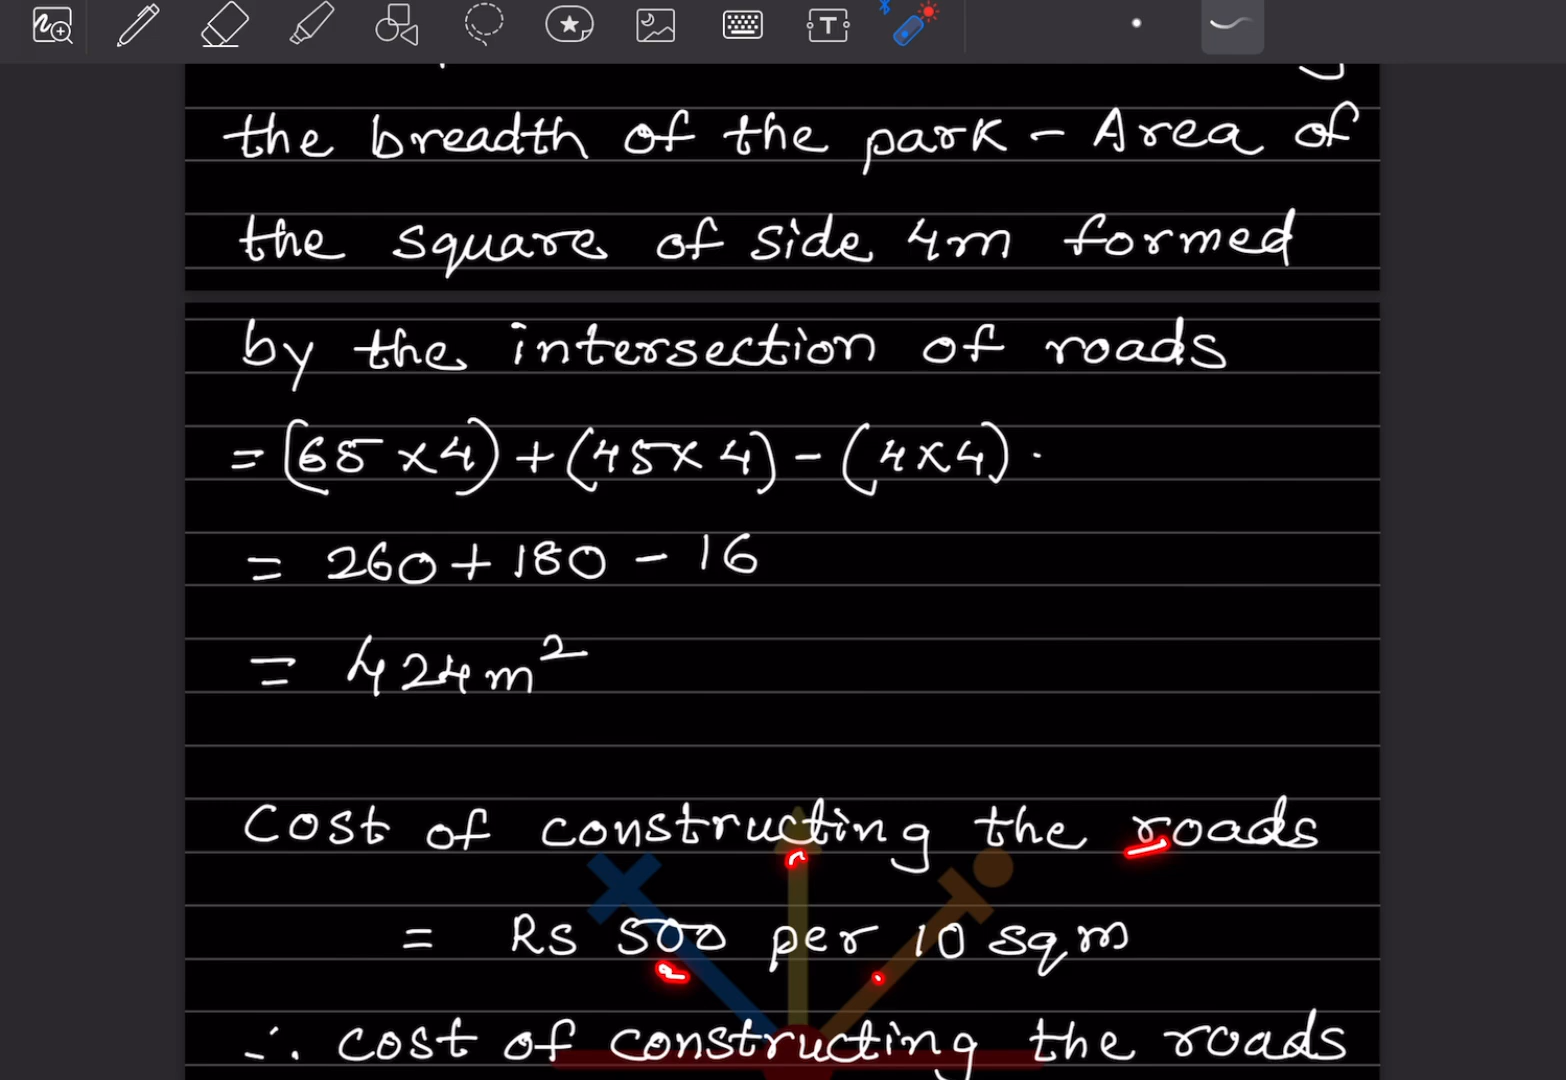 the breadth of the park - Area of
the square of side 4m formed
by the intersection of roads
= (65 × 4) + (45 × 4) - (4 × 4) .
= 260 + 180 - 16
= 424 m²
Cost of constructing the roads
= Rs 500 per 10 sq m
∴ cost of constructing the roads